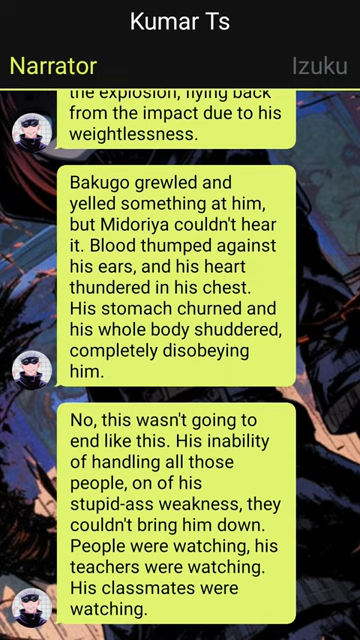 Kumar Ts
Narrator
Izuku
the explosion, flying back
from the impact due to his
weightlessness.
Bakugo grewled and
yelled something at him,
but Midoriya couldn't hear
it. Blood thumped against
his ears, and his heart
thundered in his chest.
His stomach churned and
his whole body shuddered,
completely disobeying
him.
No, this wasn't going to
end like this. His inability
of handling all those
people, on of his
stupid-ass weakness, they
couldn't bring him down.
People were watching, his
teachers were watching.
His classmates were
watching.